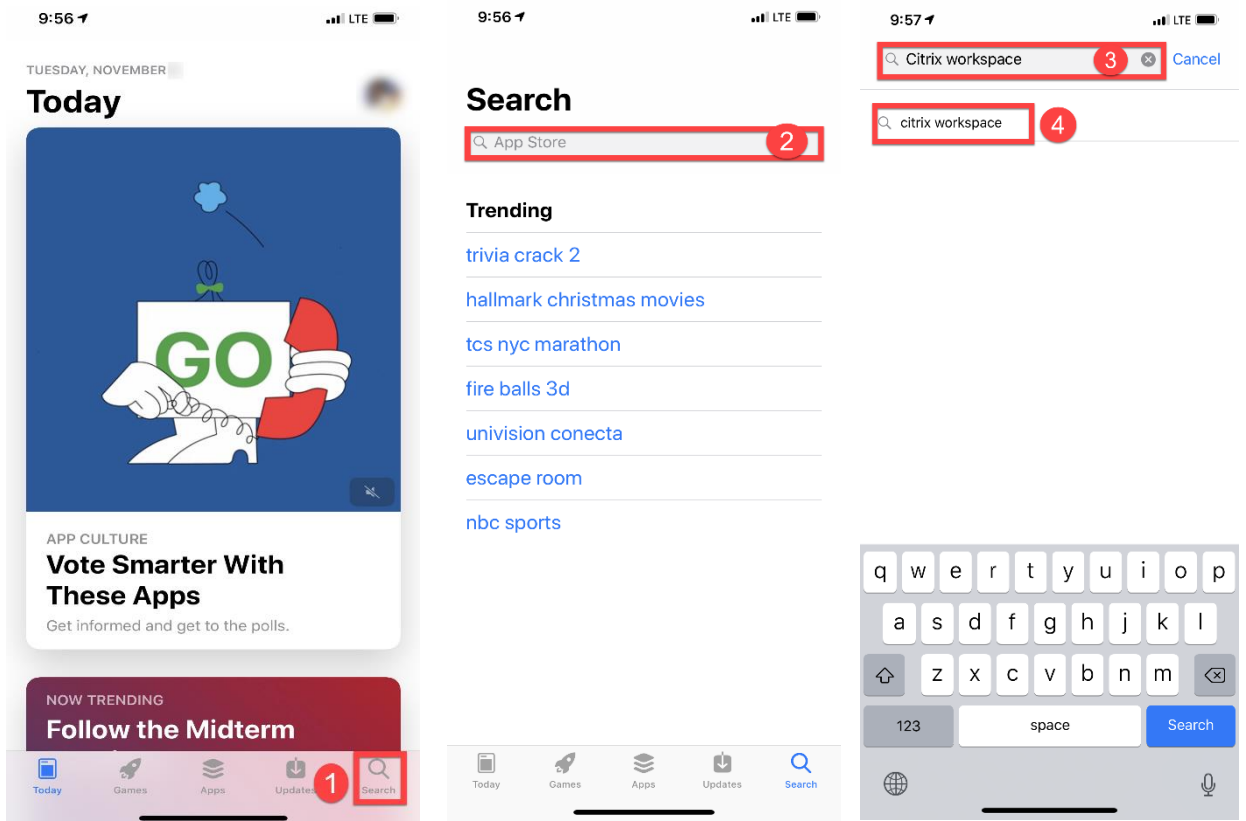 9:56
LTE
TUESDAY, NOVEMBER
Today
GO
APP CULTURE
Vote Smarter With
These Apps
Get informed and get to the polls.
NOW TRENDING
Follow the Midterm
Today
Games
Apps
Updates
1
Search
9:56
LTE
Search
App Store
2
Trending
trivia crack 2
hallmark christmas movies
tcs nyc marathon
fire balls 3d
univision conecta
escape room
nbc sports
Today
Games
Apps
Updates
Search
9:57
LTE
Citrix workspace
3
Cancel
citrix workspace
4
q w e r t y u i o p
a s d f g h j k l
z x c v b n m
123 space Search